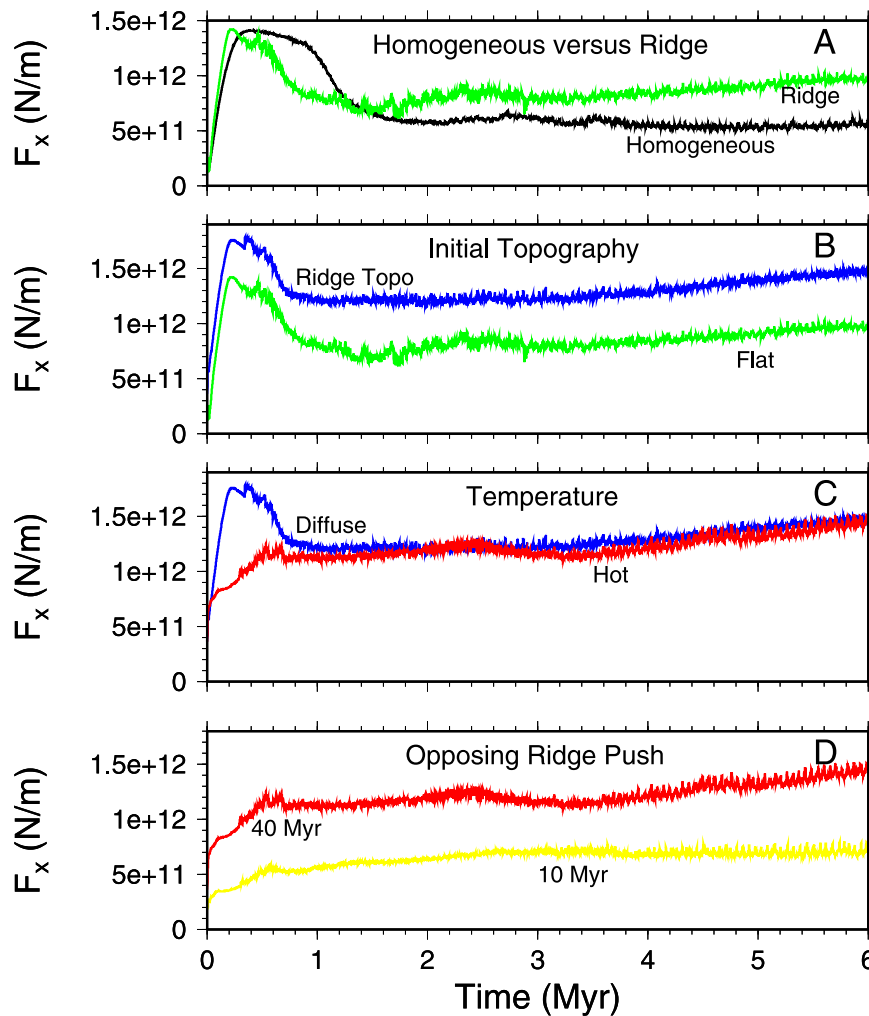 1.5e+12
1e+12
5e+11
0
F_x (N/m)
Homogeneous versus Ridge
A
Ridge
Homogeneous
1.5e+12
1e+12
5e+11
0
F_x (N/m)
Initial Topography
B
Ridge Topo
Flat
1.5e+12
1e+12
5e+11
0
F_x (N/m)
Temperature
C
Diffuse
Hot
1.5e+12
1e+12
5e+11
0
F_x (N/m)
Opposing Ridge Push
D
40 Myr
10 Myr
0 1 2 3 4 5 6
Time (Myr)